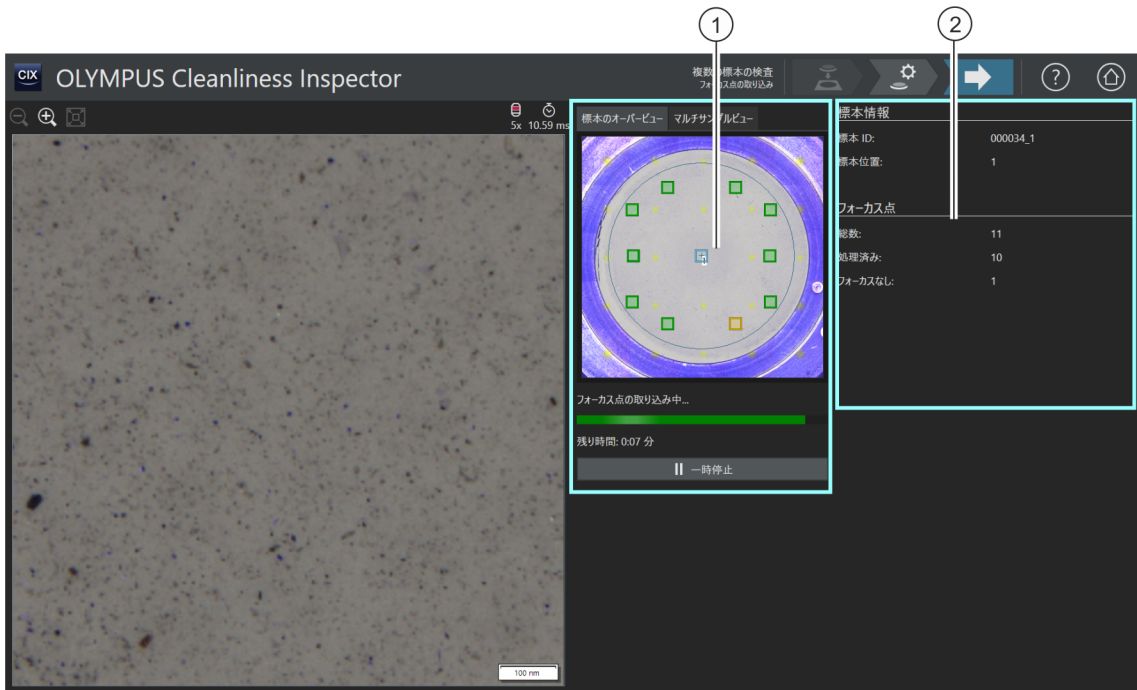 1
2
CIX
OLYMPUS Cleanliness Inspector
複数の標本の検査
フォーカス点の取り込み
?
5x 10.59 ms
標本のオーバービュー マルチサンプルビュー
フォーカス点の取り込み中...
残り時間: 0:07 分
一時停止
標本情報
標本 ID: 000034_1
標本位置: 1
フォーカス点
総数: 11
処理済み: 10
フォーカスなし: 1
100 nm